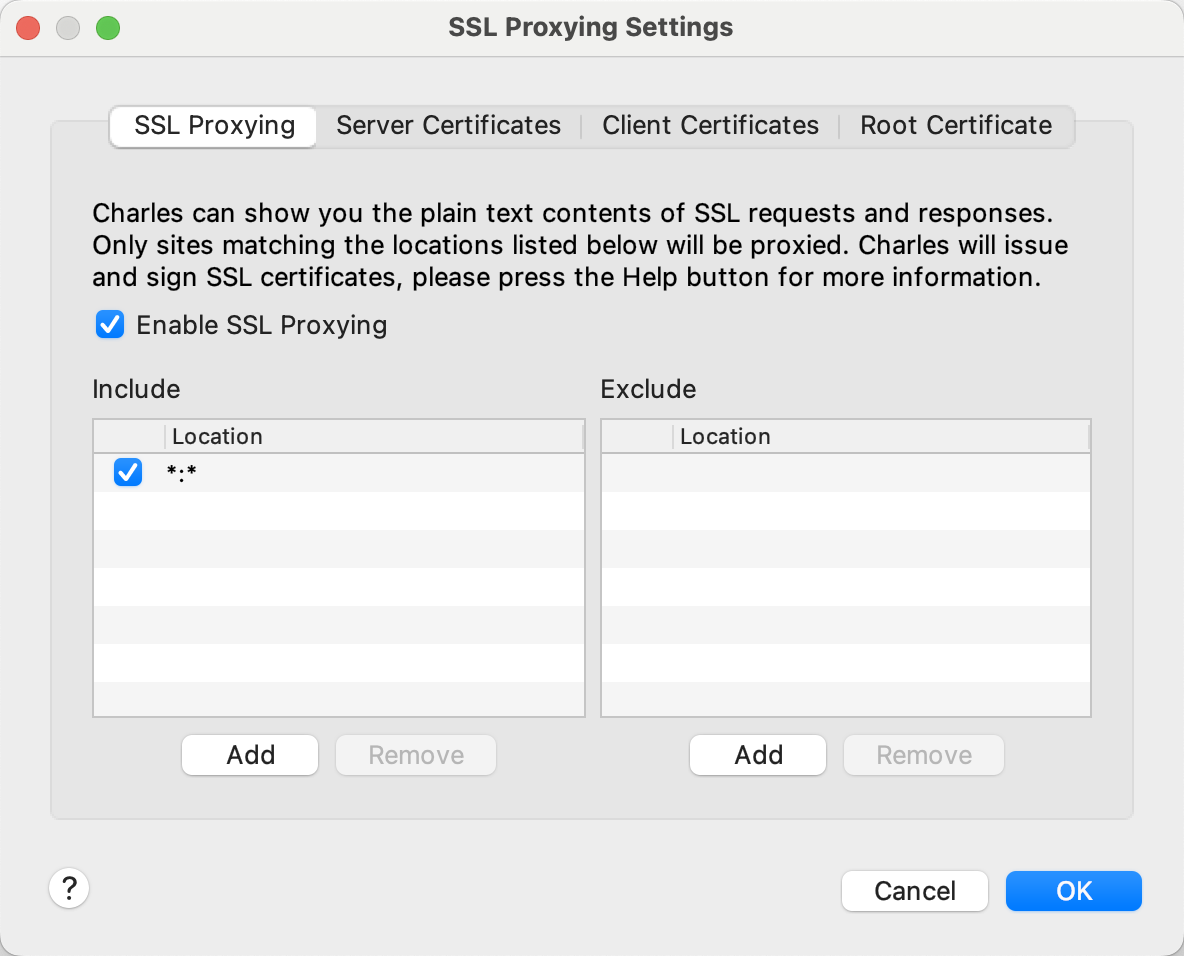 SSL Proxying Settings
SSL Proxying
Server Certificates
Client Certificates
Root Certificate
Charles can show you the plain text contents of SSL requests and responses.
Only sites matching the locations listed below will be proxied. Charles will issue
and sign SSL certificates, please press the Help button for more information.
Enable SSL Proxying
Include
Exclude
Location
Location
*:*
Add
Remove
Add
Remove
?
Cancel
OK